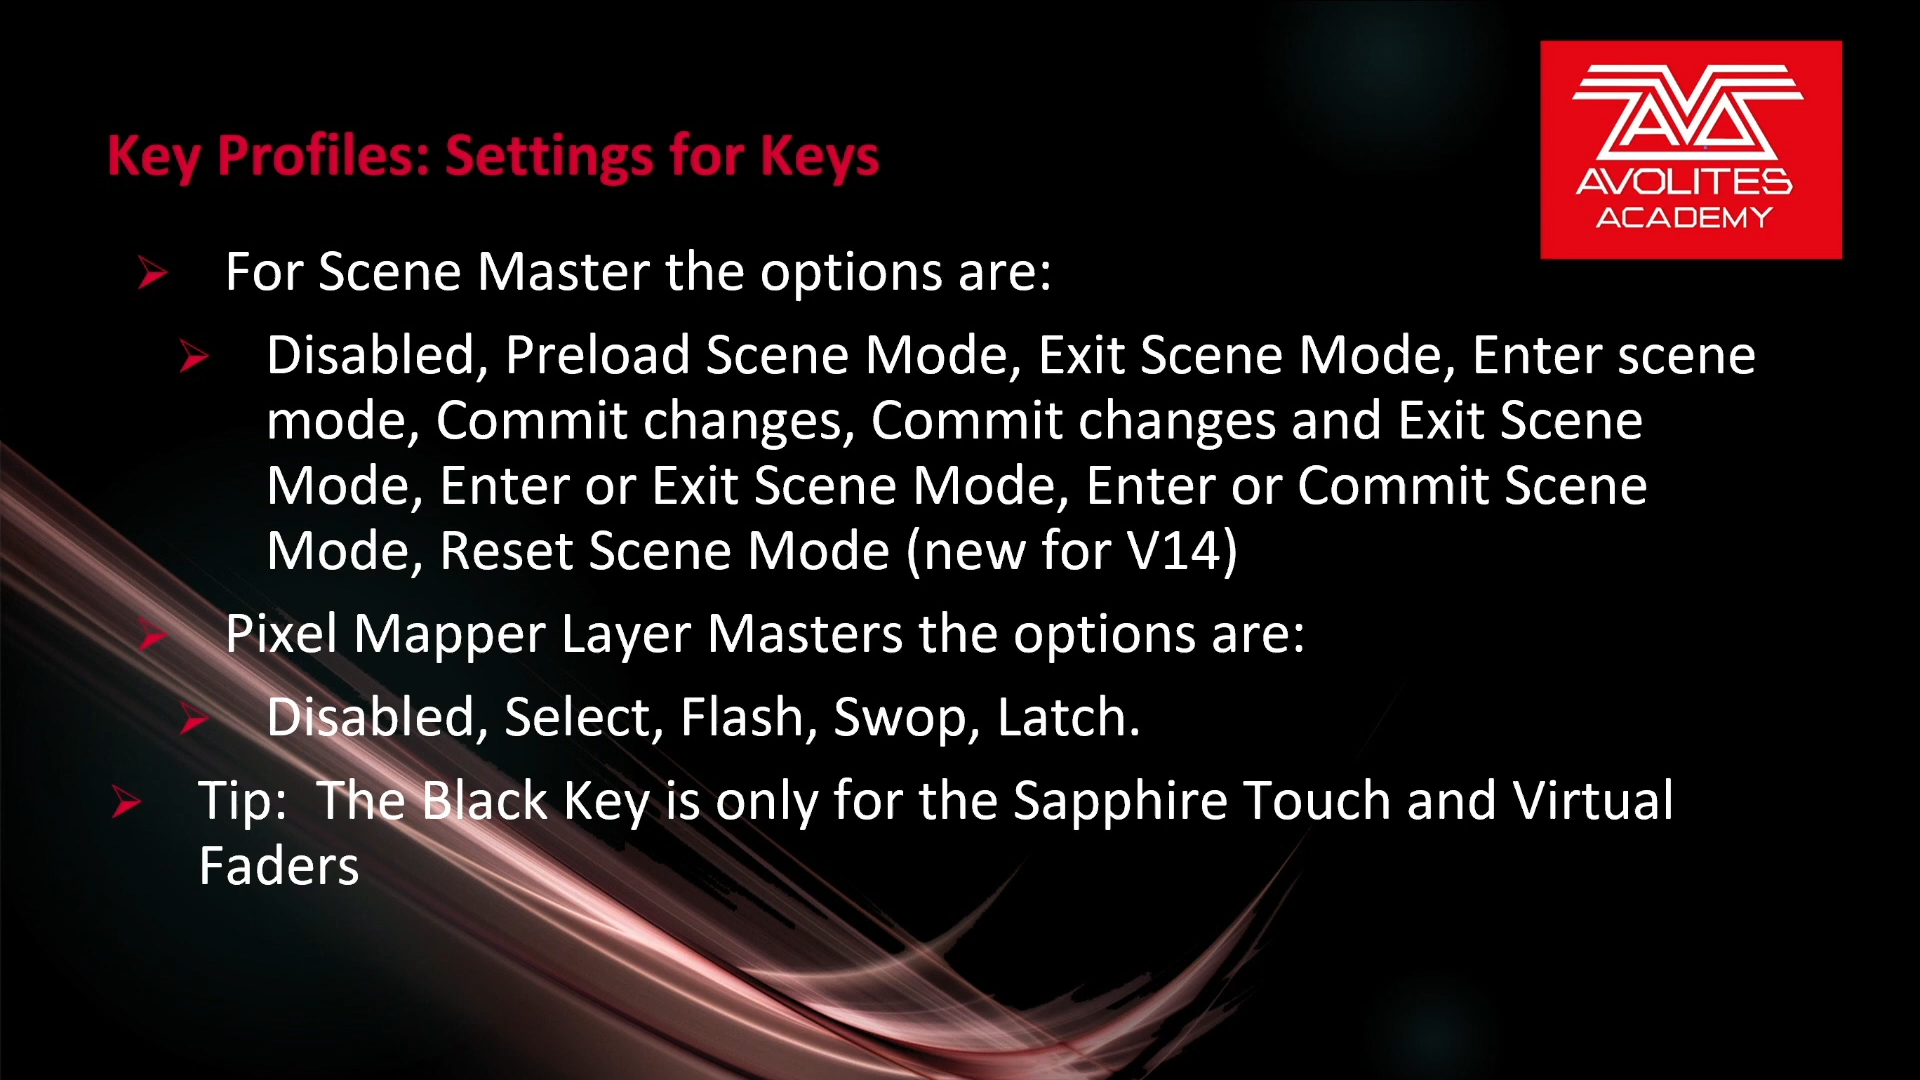 AVOLITES
ACADEMY
Key Profiles: Settings for Keys
For Scene Master the options are:
Disabled, Preload Scene Mode, Exit Scene Mode, Enter scene
mode, Commit changes, Commit changes and Exit Scene
Mode, Enter or Exit Scene Mode, Enter or Commit Scene
Mode, Reset Scene Mode (new for V14)
Pixel Mapper Layer Masters the options are:
Disabled, Select, Flash, Swop, Latch.
Tip:  The Black Key is only for the Sapphire Touch and Virtual
Faders